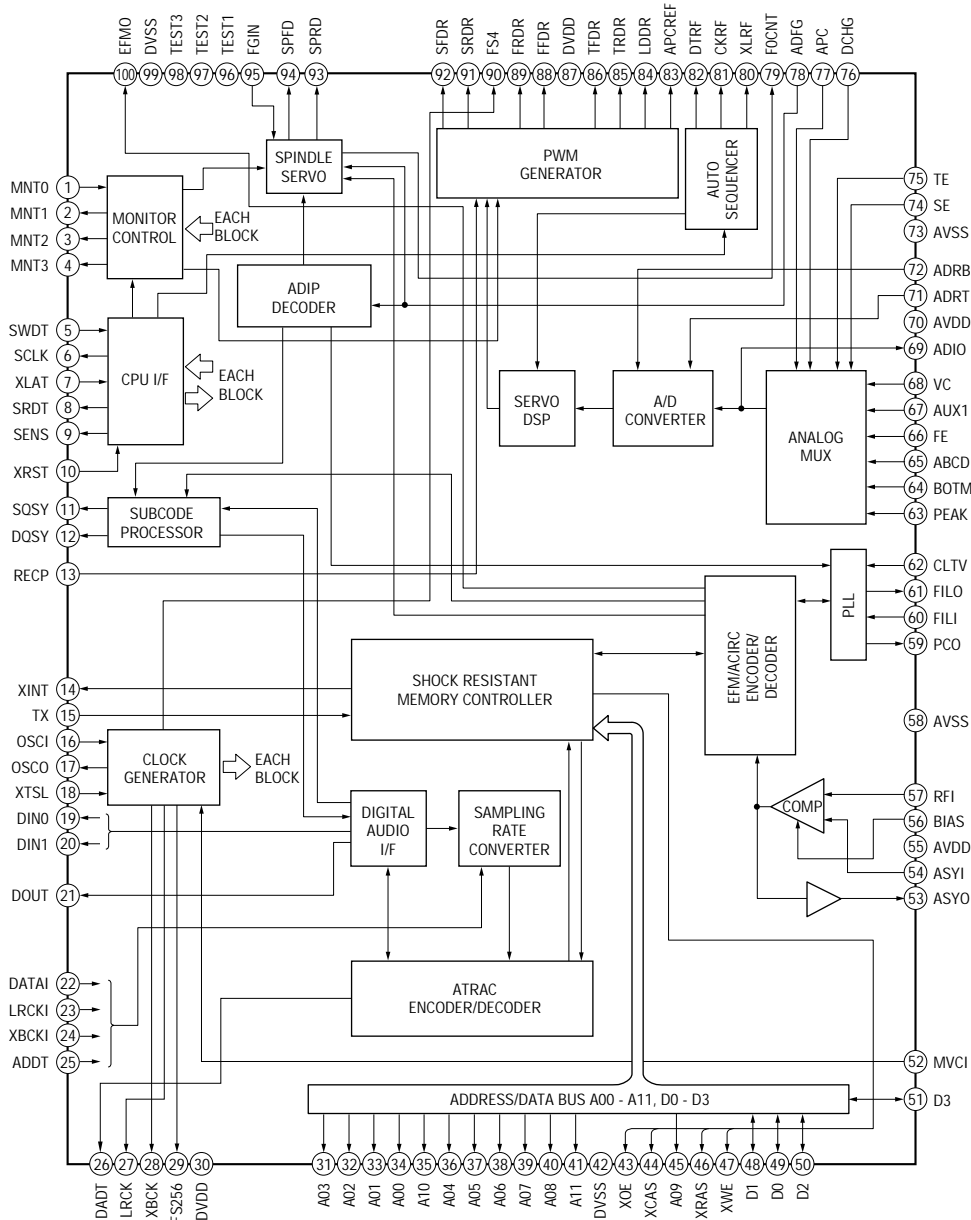 EFMO
DVSS
TEST3
TEST2
TEST1
FGIN
SPFD
SPRD
SFDR
SRDR
FS4
FRDR
FFDR
DVDD
TFDR
TRDR
LDDR
APCREF
DTRF
CKRF
XLRF
F0CNT
ADFG
APC
DCHG
100
99
98
97
96
95
94
93
92
91
90
89
88
87
86
85
84
83
82
81
80
79
78
77
76
SPINDLE
SERVO
PWM
GENERATOR
AUTO
SEQUENCER
MNT0 1
MNT1 2
MNT2 3
MNT3 4
MONITOR
CONTROL
EACH
BLOCK
ADIP
DECODER
SWDT 5
SCLK 6
XLAT 7
SRDT 8
SENS 9
XRST 10
CPU I/F
EACH
BLOCK
SERVO
DSP
A/D
CONVERTER
ANALOG
MUX
75 TE
74 SE
73 AVSS
72 ADRB
71 ADRT
70 AVDD
69 ADIO
68 VC
67 AUX1
66 FE
65 ABCD
64 BOTM
63 PEAK
SQSY 11
DQSY 12
RECP 13
SUBCODE
PROCESSOR
62 CLTV
61 FILO
60 FILI
59 PCO
PLL
EFM/ACIRC
ENCODER/
DECODER
SHOCK RESISTANT
MEMORY CONTROLLER
XINT 14
TX 15
OSCI 16
OSCO 17
XTSL 18
DIN0 19
DIN1 20
DOUT 21
CLOCK
GENERATOR
EACH
BLOCK
DIGITAL
AUDIO
I/F
SAMPLING
RATE
CONVERTER
COMP
58 AVSS
57 RFI
56 BIAS
55 AVDD
54 ASYI
53 ASYO
DATAI 22
LRCKI 23
XBCKI 24
ADDT 25
ATRAC
ENCODER/DECODER
52 MVCI
51 D3
ADDRESS/DATA BUS A00 - A11, D0 - D3
26
27
28
29
30
31
32
33
34
35
36
37
38
39
40
41
42
43
44
45
46
47
48
49
50
DADT
LRCK
XBCK
FS256
DVDD
A03
A02
A01
A00
A10
A04
A05
A06
A07
A08
A11
DVSS
XOE
XCAS
A09
XRAS
XWE
D1
D0
D2